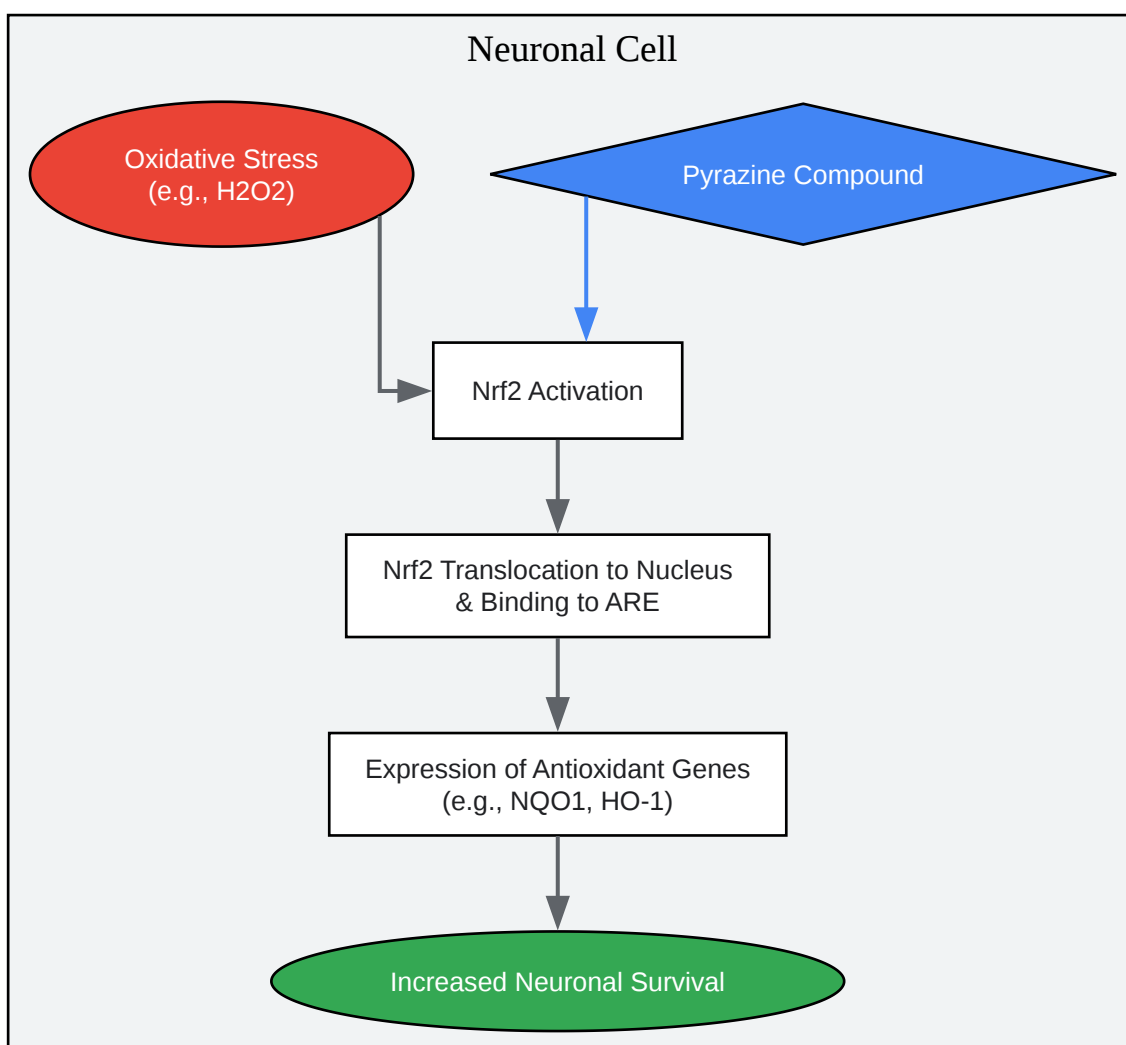 Neuronal Cell
Oxidative Stress
(e.g., H2O2)
Pyrazine Compound
Nrf2 Activation
Nrf2 Translocation to Nucleus
& Binding to ARE
Expression of Antioxidant Genes
(e.g., NQO1, HO-1)
Increased Neuronal Survival